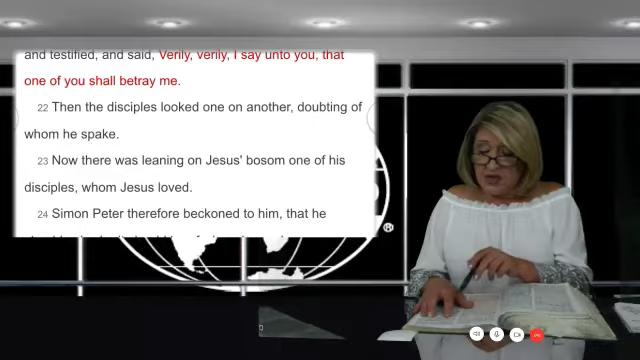 and testified, and said, Verily, verily, I say unto you, that
one of you shall betray me.
22 Then the disciples looked one on another, doubting of
whom he spake.
23 Now there was leaning on Jesus' bosom one of his
disciples, whom Jesus loved.
24 Simon Peter therefore beckoned to him, that he
®